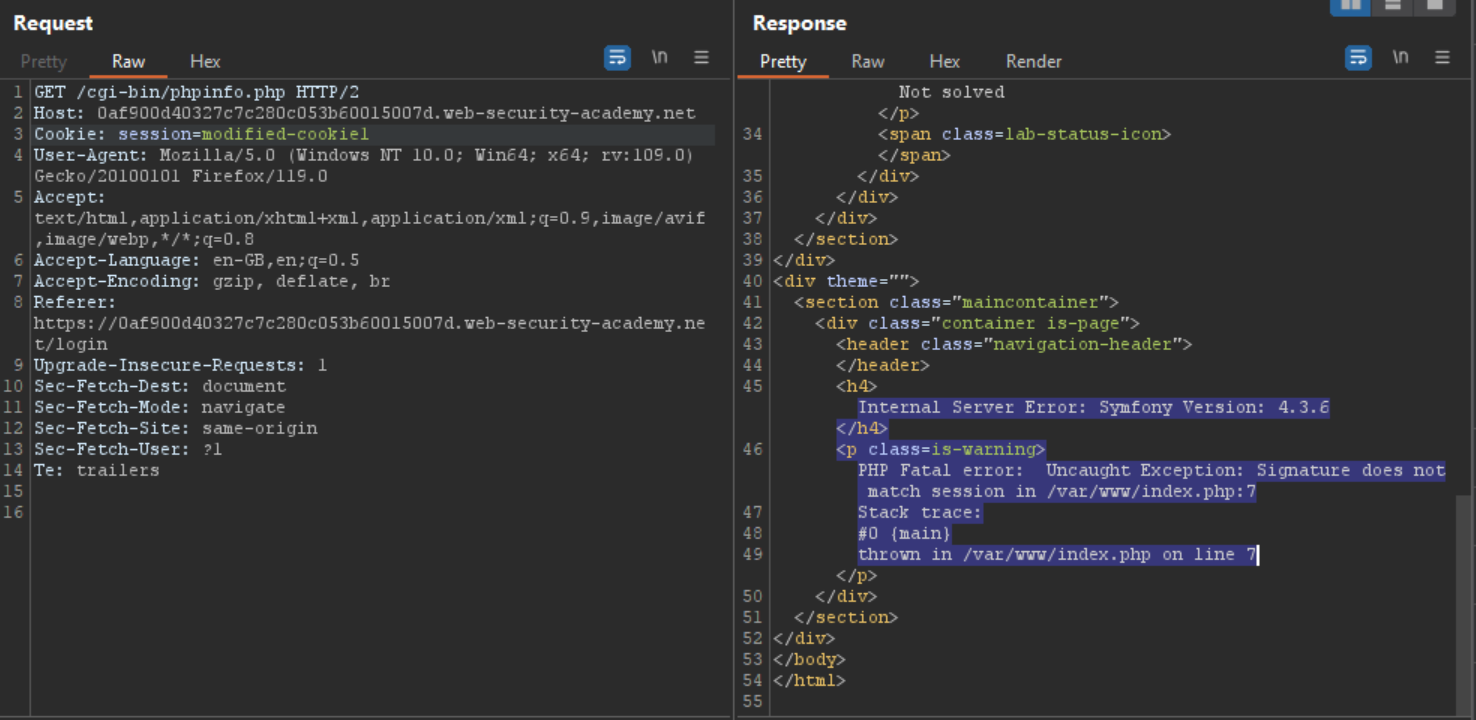 Request
Pretty Raw Hex
\n
1 GET /cgi-bin/phpinfo.php HTTP/2
2 Host: 0af900d40327c7c280c053b60015007d.web-security-academy.net
3 Cookie: session=modified-cookie1
4 User-Agent: Mozilla/5.0 (Windows NT 10.0; Win64; x64; rv:109.0)
Gecko/20100101 Firefox/119.0
5 Accept:
text/html,application/xhtml+xml,application/xml;q=0.9,image/avif
,image/webp,*/*;q=0.8
6 Accept-Language: en-GB,en;q=0.5
7 Accept-Encoding: gzip, deflate, br
8 Referer:
https://0af900d40327c7c280c053b60015007d.web-security-academy.ne
t/login
9 Upgrade-Insecure-Requests: 1
10 Sec-Fetch-Dest: document
11 Sec-Fetch-Mode: navigate
12 Sec-Fetch-Site: same-origin
13 Sec-Fetch-User: ?1
14 Te: trailers
15
16
Response
Pretty Raw Hex Render
\n
Not solved
</p>
34 <span class=lab-status-icon>
</span>
35 </div>
36 </div>
37 </div>
38 </section>
39 </div>
40 <div theme="">
41 <section class="maincontainer">
42 <div class="container is-page">
43 <header class="navigation-header">
44 </header>
45 <h4>
Internal Server Error: Symfony Version: 4.3.6
</h4>
46 <p class=is-warning>
PHP Fatal error:  Uncaught Exception: Signature does not
match session in /var/www/index.php:7
47 Stack trace:
48 #0 {main}
49 thrown in /var/www/index.php on line 7
</p>
50 </div>
51 </section>
52 </div>
53 </body>
54 </html>
55